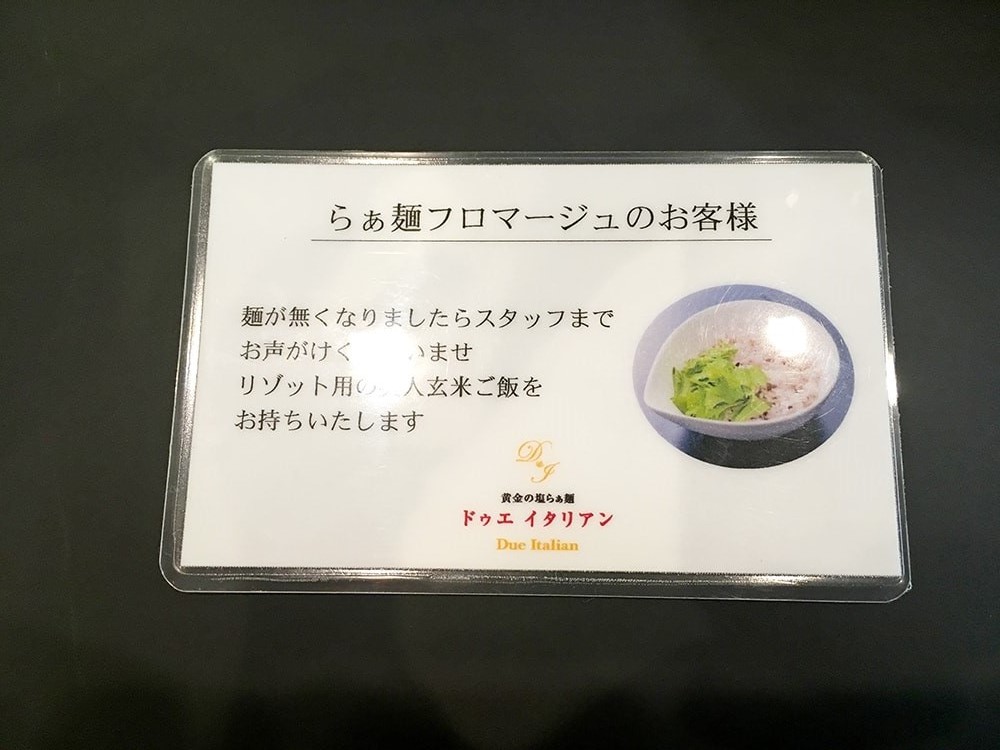 らぁ麺フロマージュのお客様
麺が無くなりましたらスタッフまで
お声がけく いませ
リゾット用の 人玄米ご飯を
お持ちいたします
D&I
黄金の塩らぁ麺
ドゥエ イタリアン
Due Italian